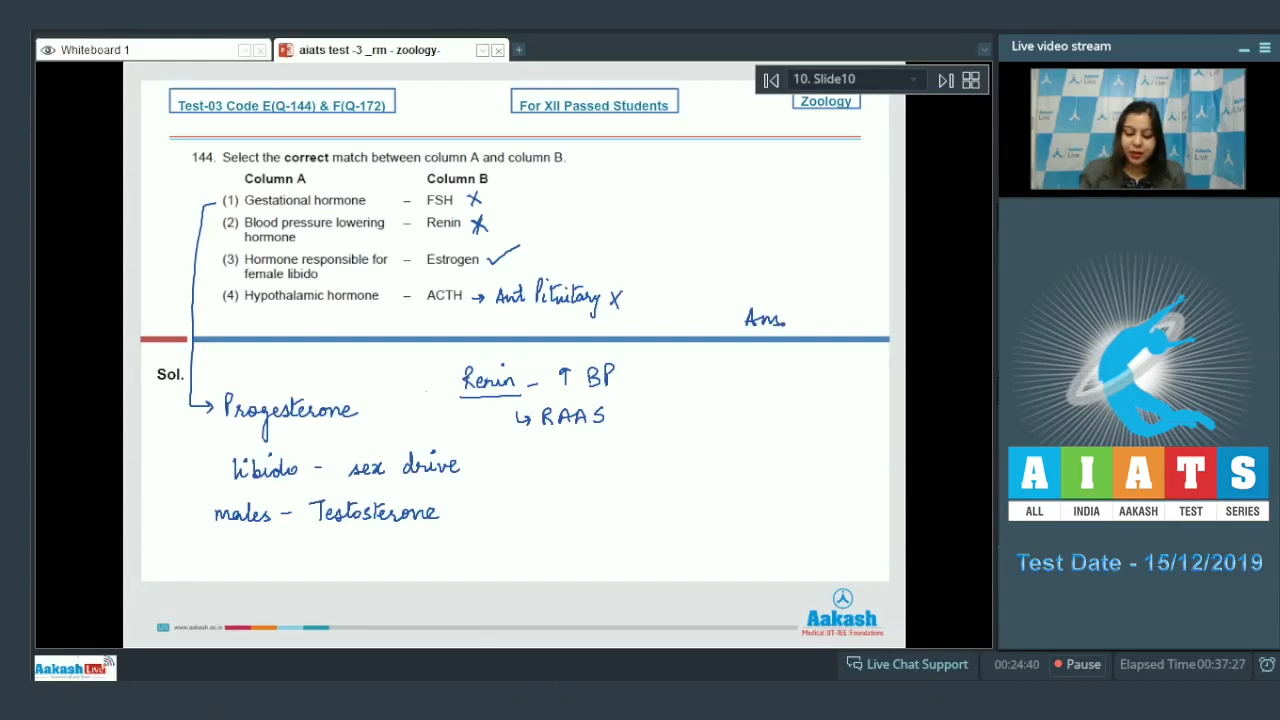 Whiteboard 1
aiats test -3 _rm - zoology-
Live video stream
10. Slide10
Test-03 Code E(Q-144) & F(Q-172)
For XII Passed Students
Zoology
144. Select the correct match between column A and column B.
Column A Column B
(1) Gestational hormone – FSH X
(2) Blood pressure lowering – Renin X
hormone
(3) Hormone responsible for – Estrogen ✓
female libido
(4) Hypothalamic hormone – ACTH → Ant Pituitary X
Ans.
Sol.
Renin - ↑ BP
↳ RAAS
Progesterone
libido - sex drive
males - Testosterone
AIATS
ALL INDIA AAKASH TEST SERIES
Test Date - 15/12/2019
www.aakash.ac.in
Aakash
Medical|IIT-JEE|Foundations
Aakash Live
Live Chat Support
00:24:40
Pause
Elapsed Time 00:37:27